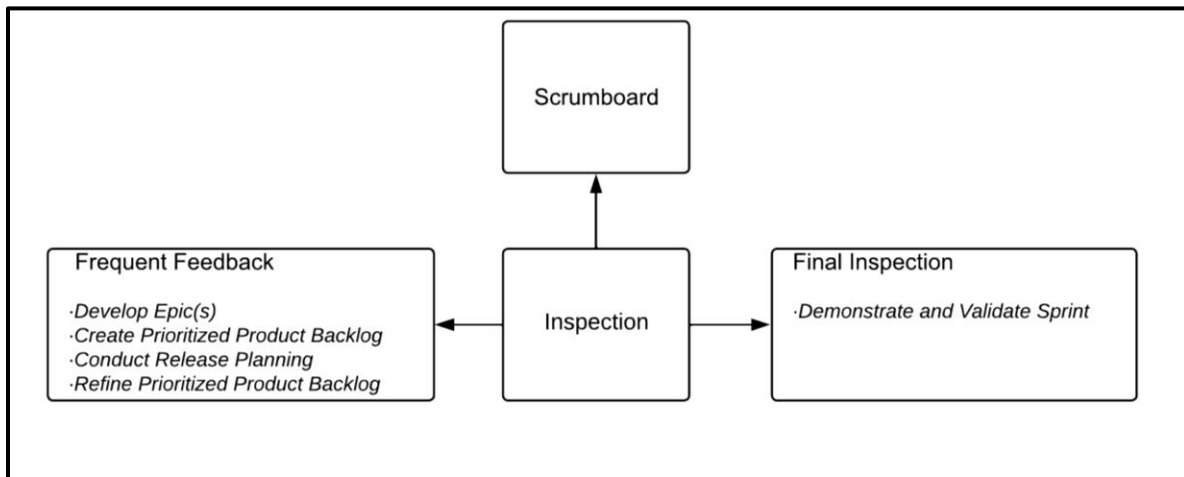 Scrumboard
Frequent Feedback
·Develop Epic(s)
·Create Prioritized Product Backlog
·Conduct Release Planning
·Refine Prioritized Product Backlog
Inspection
Final Inspection
·Demonstrate and Validate Sprint